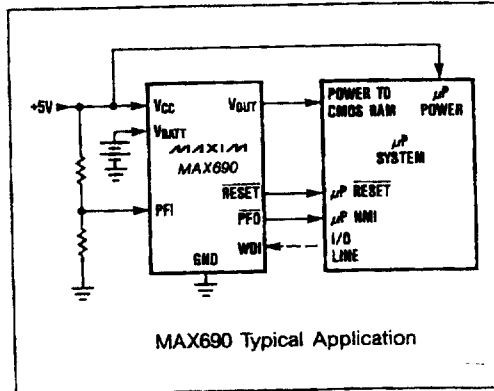 +5V
VCC
VOUT
POWER TO
CMOS RAM
μP
POWER
VBATT
MAXIM
MAX690
μP
SYSTEM
RESET
μP RESET
PFI
PFO
μP NMI
WDI
I/O
LINE
GND
MAX690 Typical Application